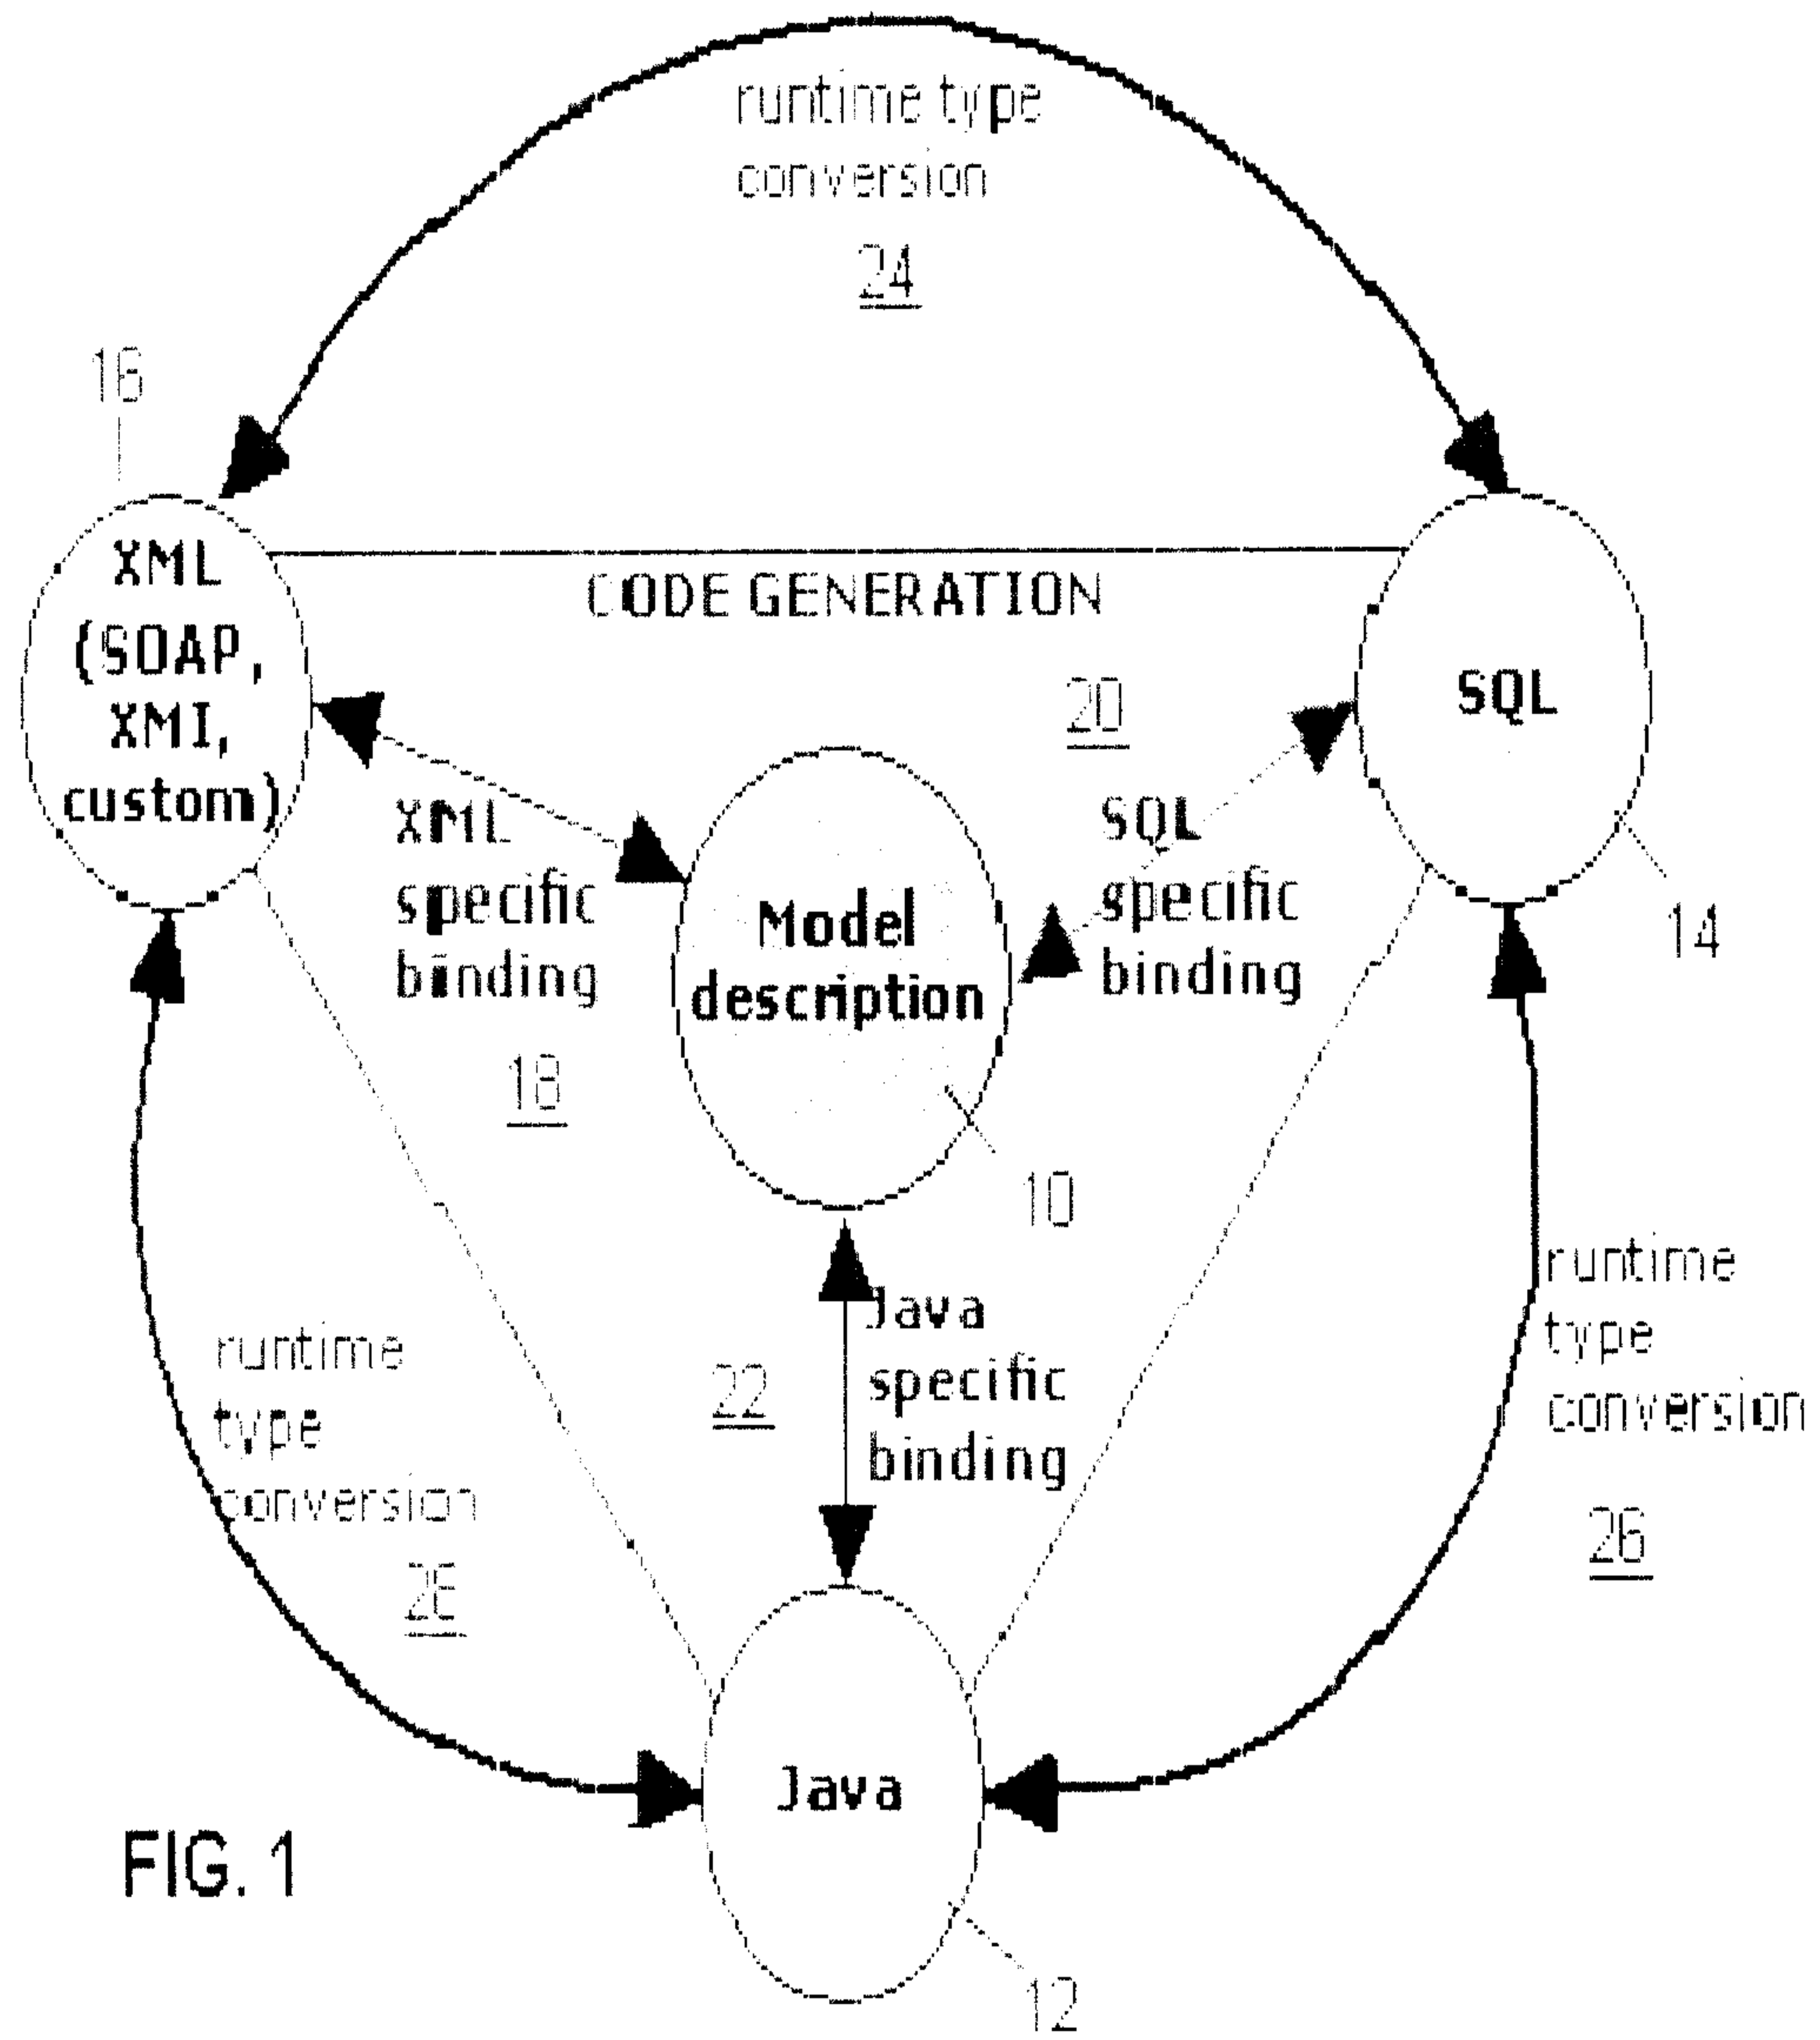 runtime type
conversion
24
16
XML
(SOAP,
XMI,
custom)
CODE GENERATION
20
SQL
XML
specific
binding
18
SQL
specific
binding
14
Model
description
10
Java
specific
binding
22
runtime
type
conversion
runtime
type
conversion
26
Java
12
FIG. 1